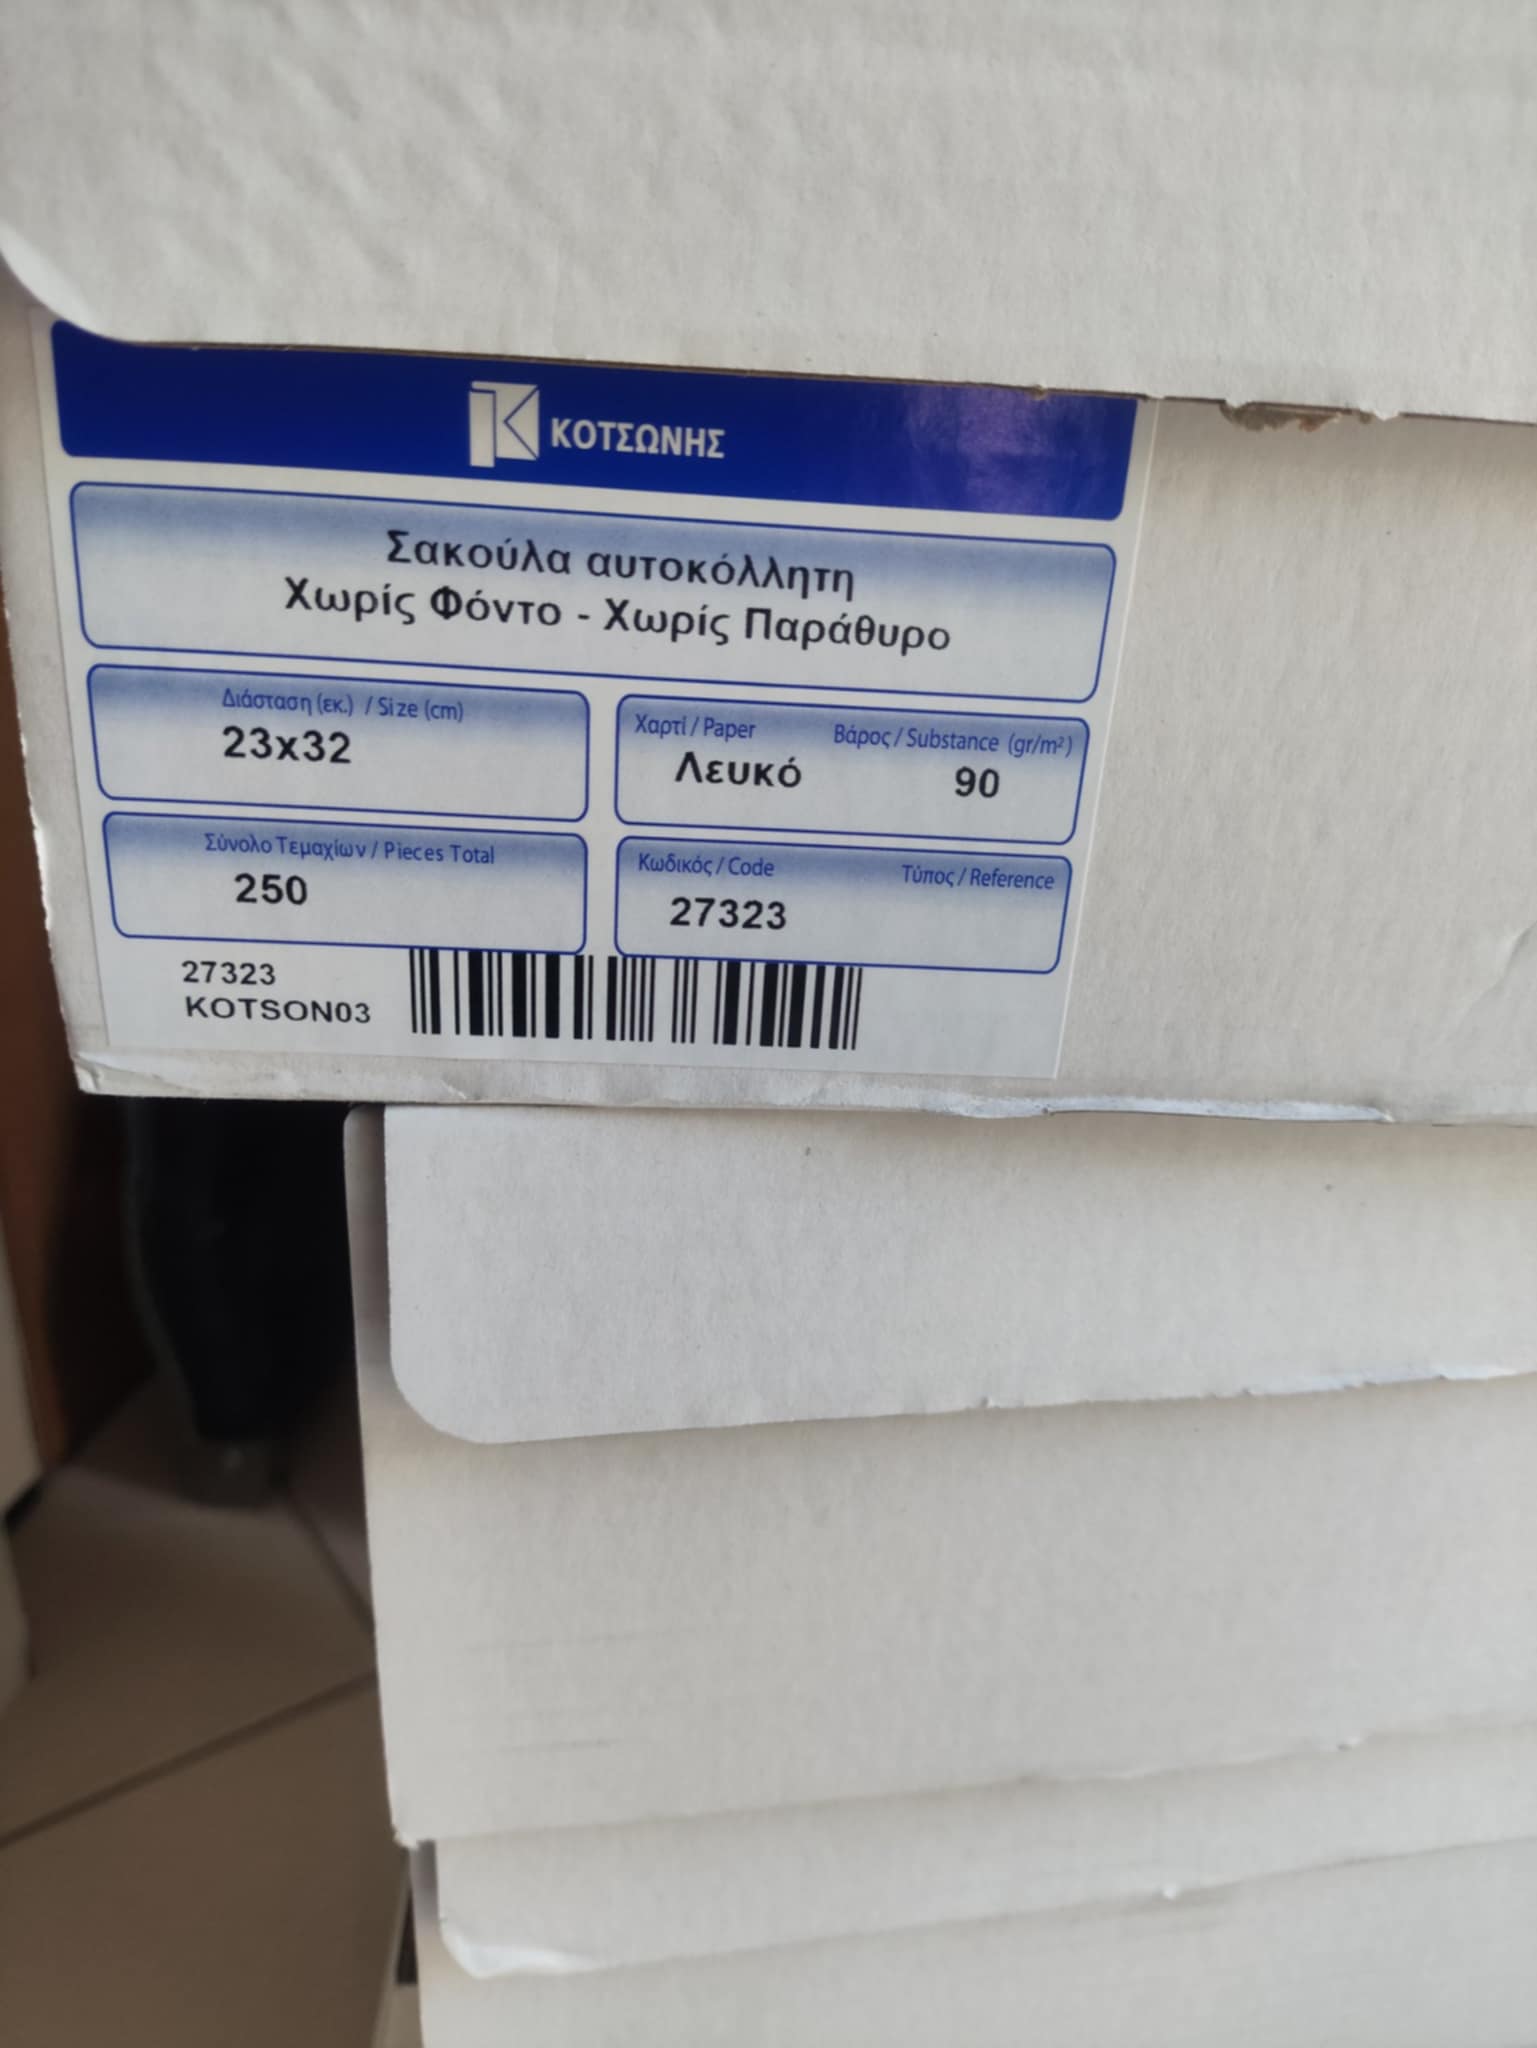 ΚΟΤΣΩΝΗΣ
Σακούλα αυτοκόλλητη
Χωρίς Φόντο - Χωρίς Παράθυρο
Διάσταση (εκ.) / Size (cm)
23x32
Χαρτί / Paper Βάρος / Substance (gr/m²)
Λευκό 90
Σύνολο Τεμαχίων / Pieces Total
250
Κωδικός / Code Τύπος / Reference
27323
27323
KOTSON03